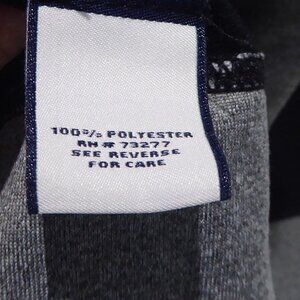 100% POLYESTER
RN# 73277
SEE REVERSE
FOR CARE